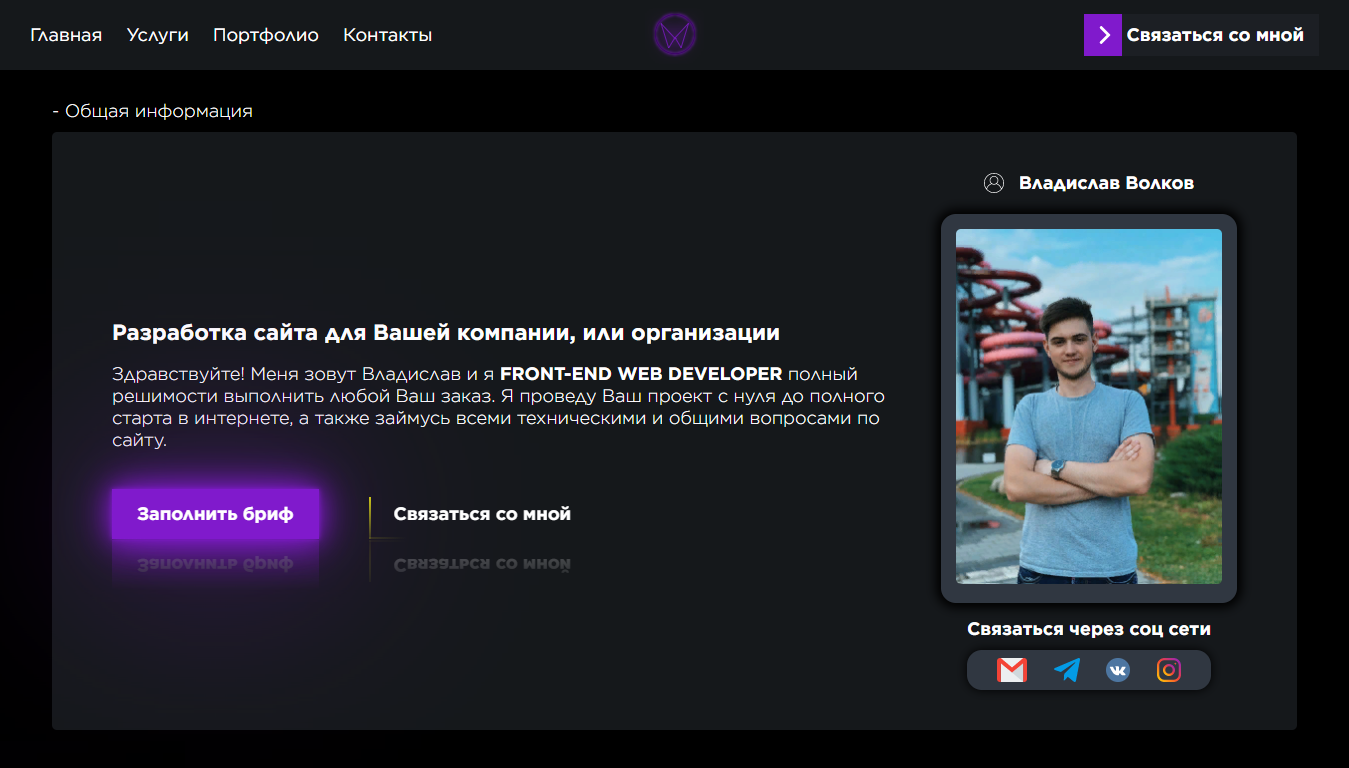 Главная Услуги Портфолио Контакты
Связаться со мной
- Общая информация
Владислав Волков
Разработка сайта для Вашей компании, или организации
Здравствуйте! Меня зовут Владислав и я FRONT-END WEB DEVELOPER полный
решимости выполнить любой Ваш заказ. Я проведу Ваш проект с нуля до полного
старта в интернете, а также займусь всеми техническими и общими вопросами по
сайту.
Заполнить бриф
Связаться со мной
Связаться через соц сети